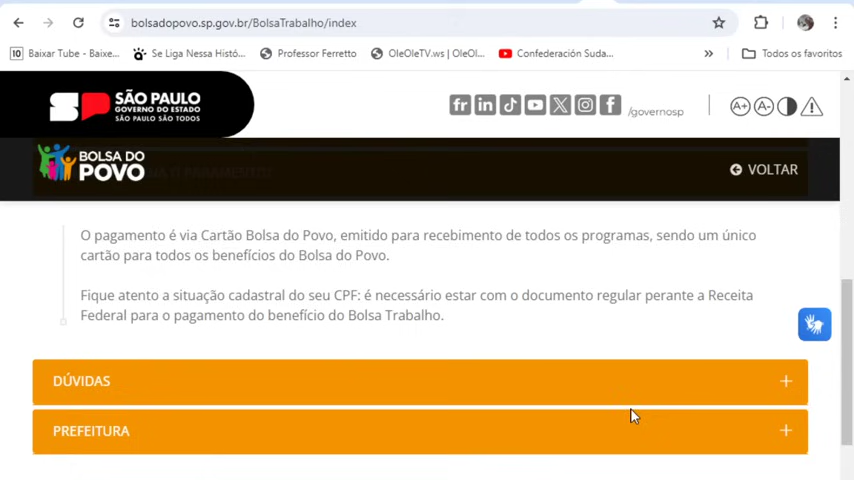 bolsadopovo.sp.gov.br/BolsaTrabalho/index
10 Baixar Tube - Baixe... Se Liga Nessa Histó... Professor Ferretto OleOleTV.ws | OleOl... Confederación Suda... » Todos os favoritos
SÃO PAULO
GOVERNO DO ESTADO
SÃO PAULO SÃO TODOS
fr in X f /governosp A+ A-
BOLSA DO
POVO
VOLTAR
O pagamento é via Cartão Bolsa do Povo, emitido para recebimento de todos os programas, sendo um único
cartão para todos os benefícios do Bolsa do Povo.
Fique atento a situação cadastral do seu CPF: é necessário estar com o documento regular perante a Receita
Federal para o pagamento do benefício do Bolsa Trabalho.
DÚVIDAS +
PREFEITURA +